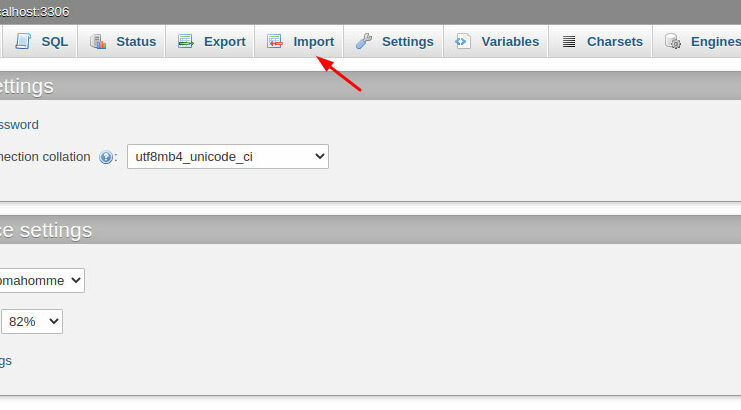 calhost:3306
SQL Status Export Import Settings Variables Charsets Engines
ettings
ssword
nection collation :
utf8mb4_unicode_ci
ce settings
omahomme
82%
gs